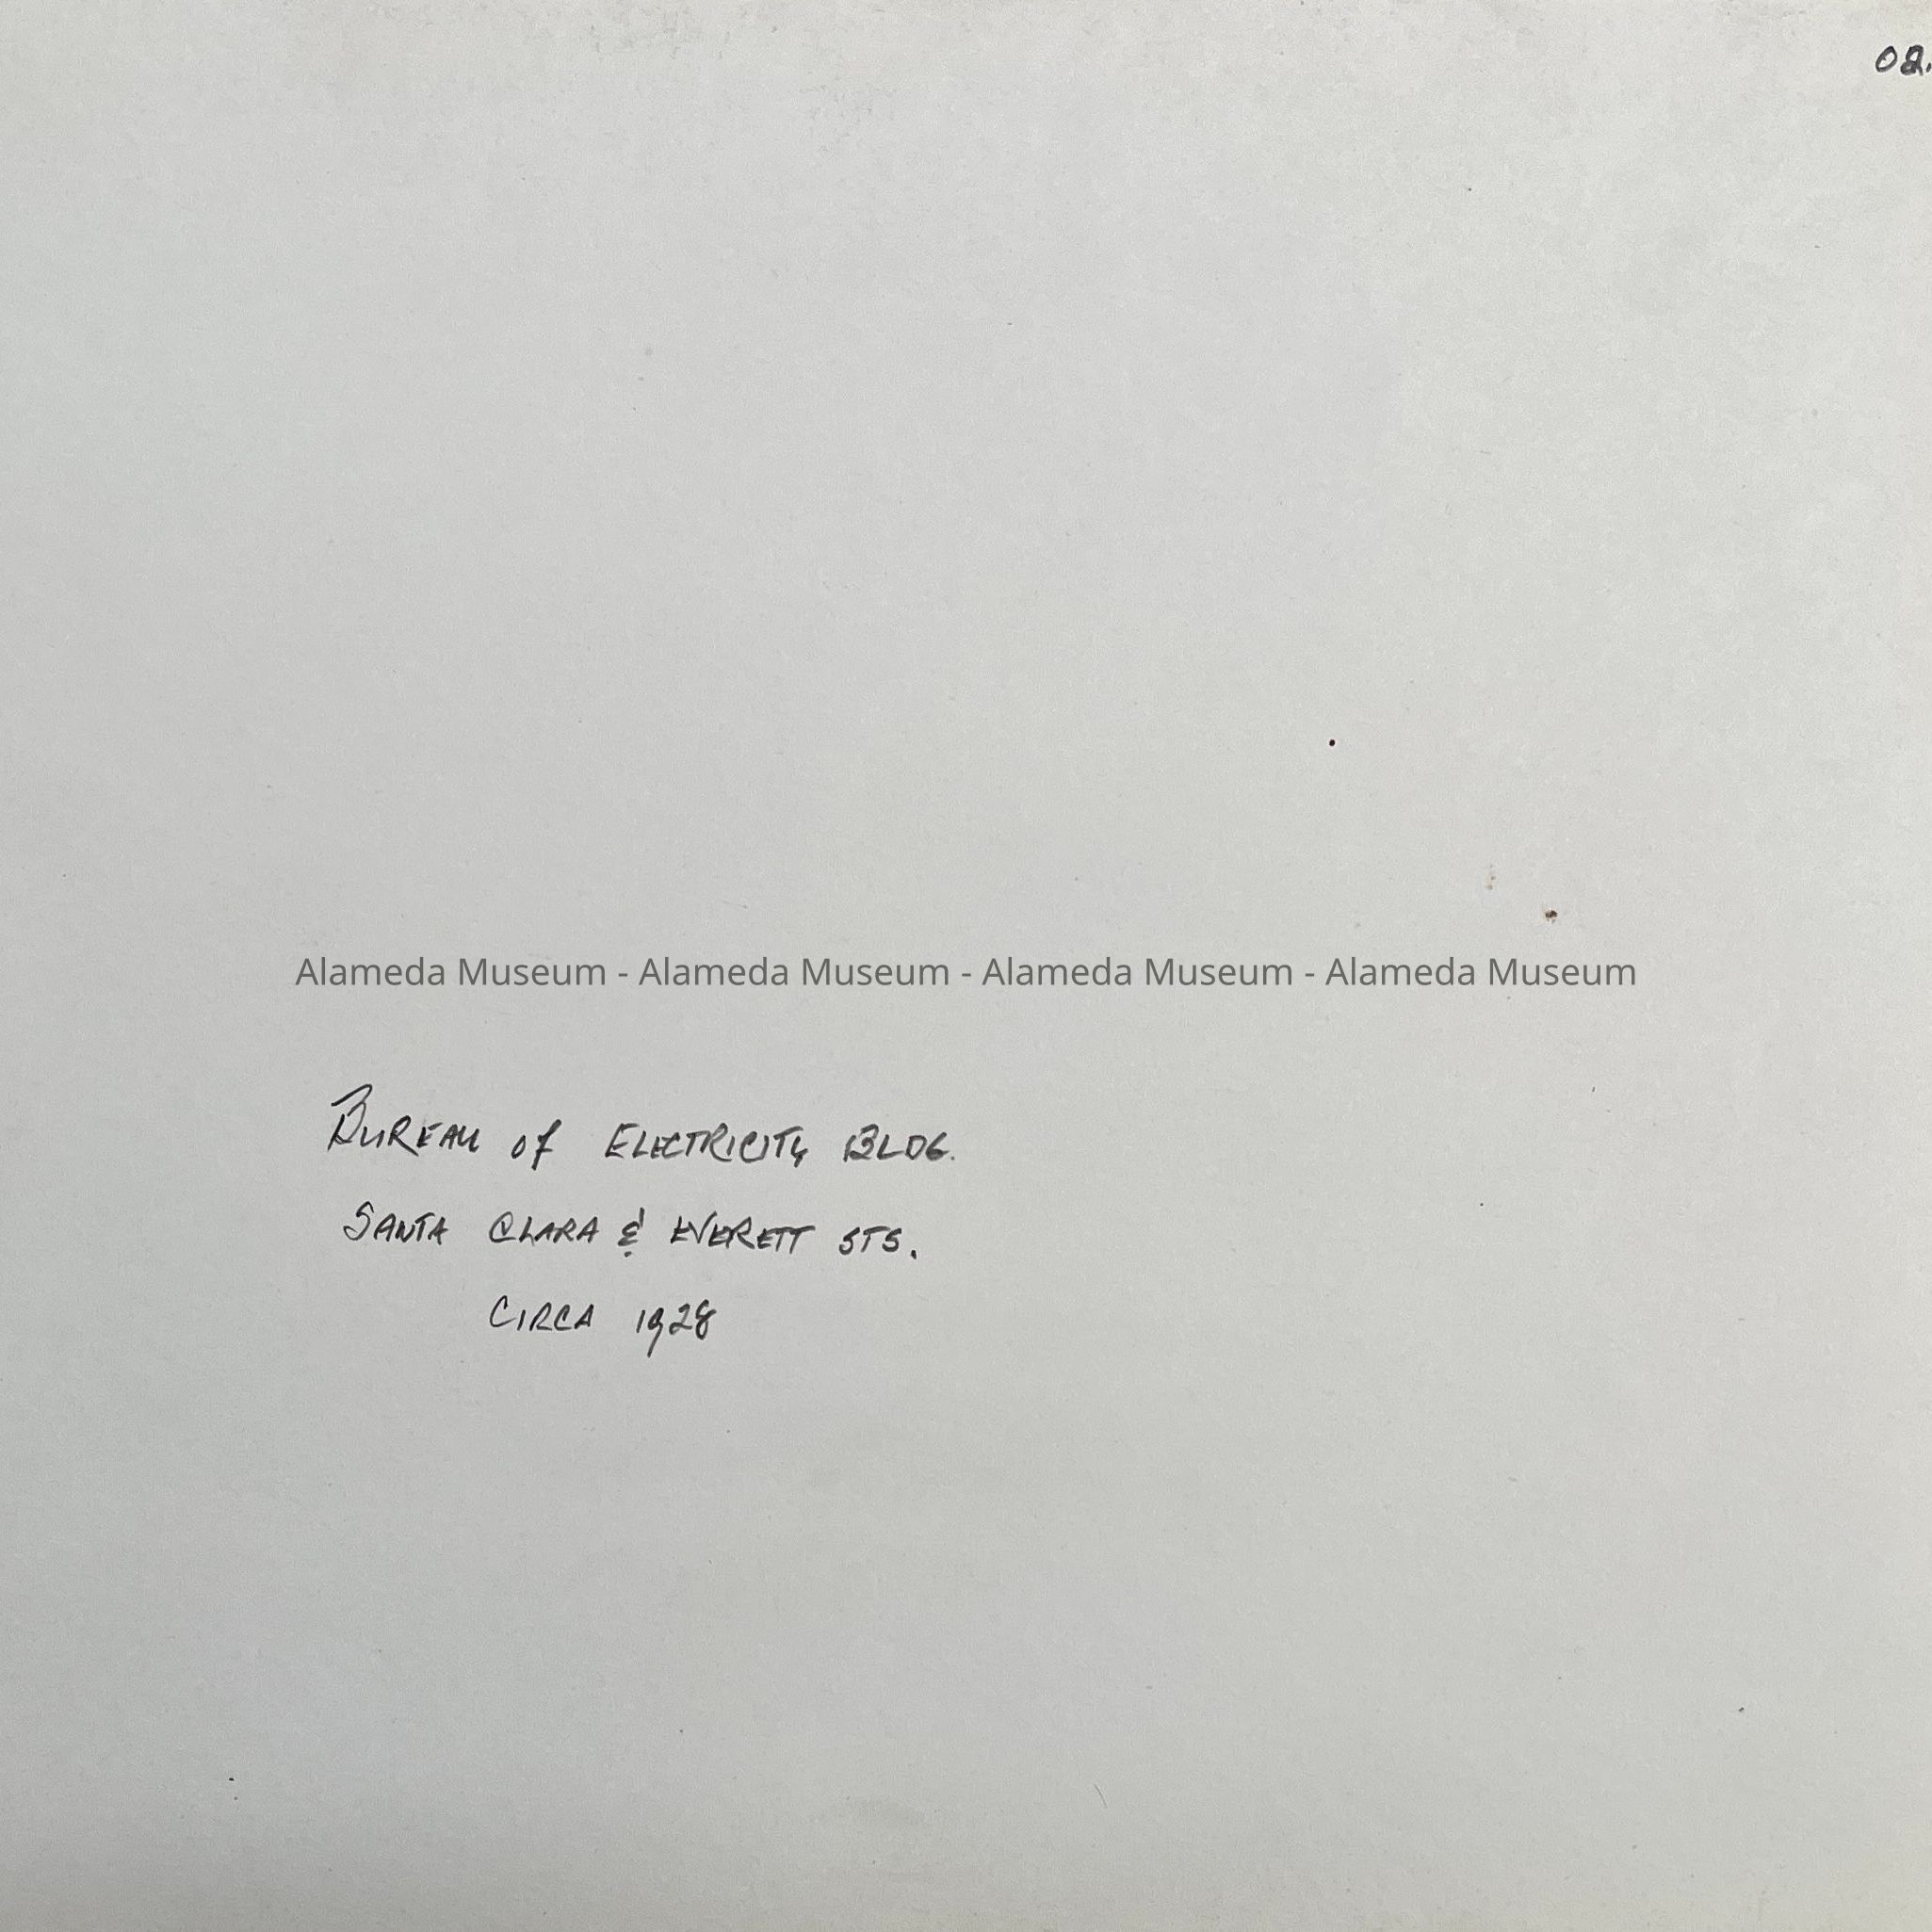 02.
Alameda Museum - Alameda Museum - Alameda Museum - Alameda Museum
BUREAU of ELECTRICITY BLDG.
SANTA CLARA & EVERETT STS.
CIRCA 1928